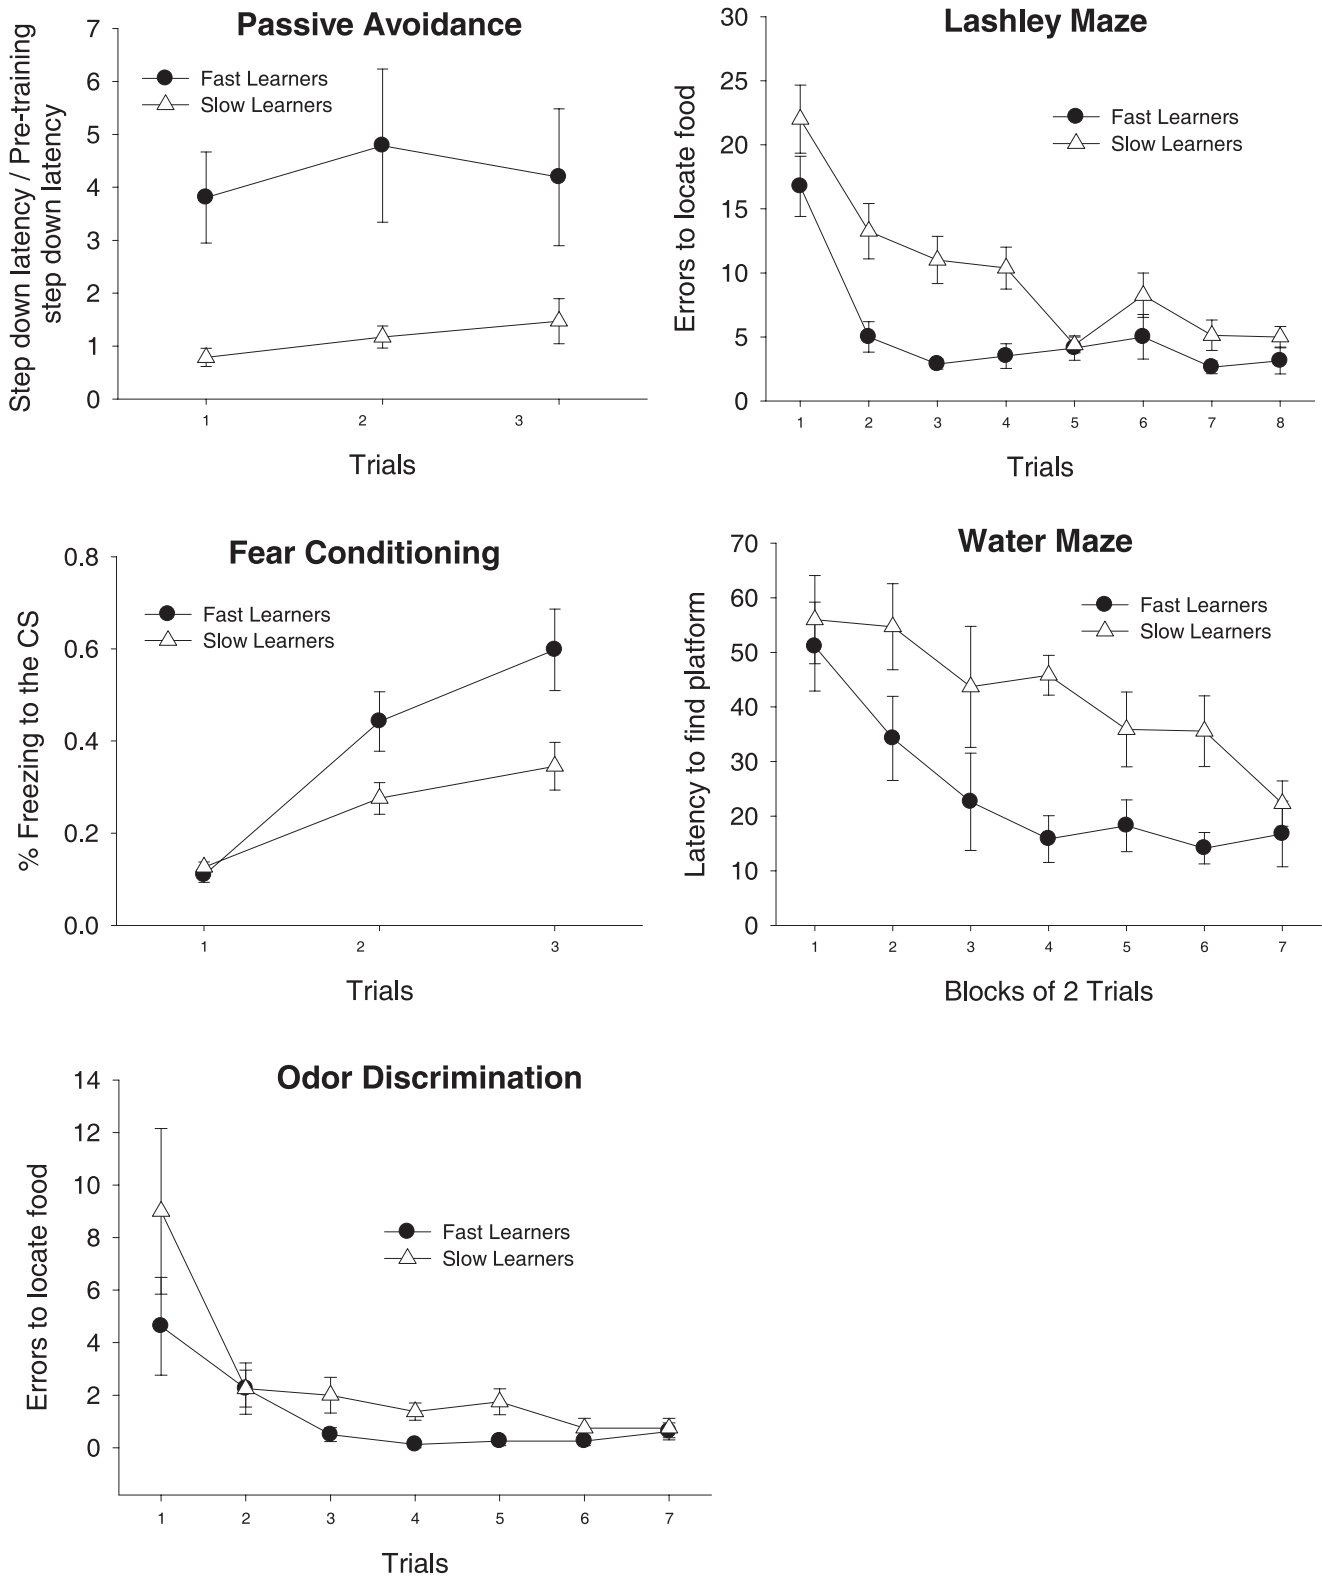 Passive Avoidance
Step down latency / Pre-training
step down latency
7
6
5
4
3
2
1
0
Fast Learners
Slow Learners
1 2 3
Trials
Lashley Maze
Errors to locate food
30
25
20
15
10
5
0
Fast Learners
Slow Learners
1 2 3 4 5 6 7 8
Trials
Fear Conditioning
% Freezing to the CS
0.8
0.6
0.4
0.2
0.0
Fast Learners
Slow Learners
1 2 3
Trials
Water Maze
Latency to find platform
70
60
50
40
30
20
10
0
Fast Learners
Slow Learners
1 2 3 4 5 6 7
Blocks of 2 Trials
Odor Discrimination
Errors to locate food
14
12
10
8
6
4
2
0
Fast Learners
Slow Learners
1 2 3 4 5 6 7
Trials